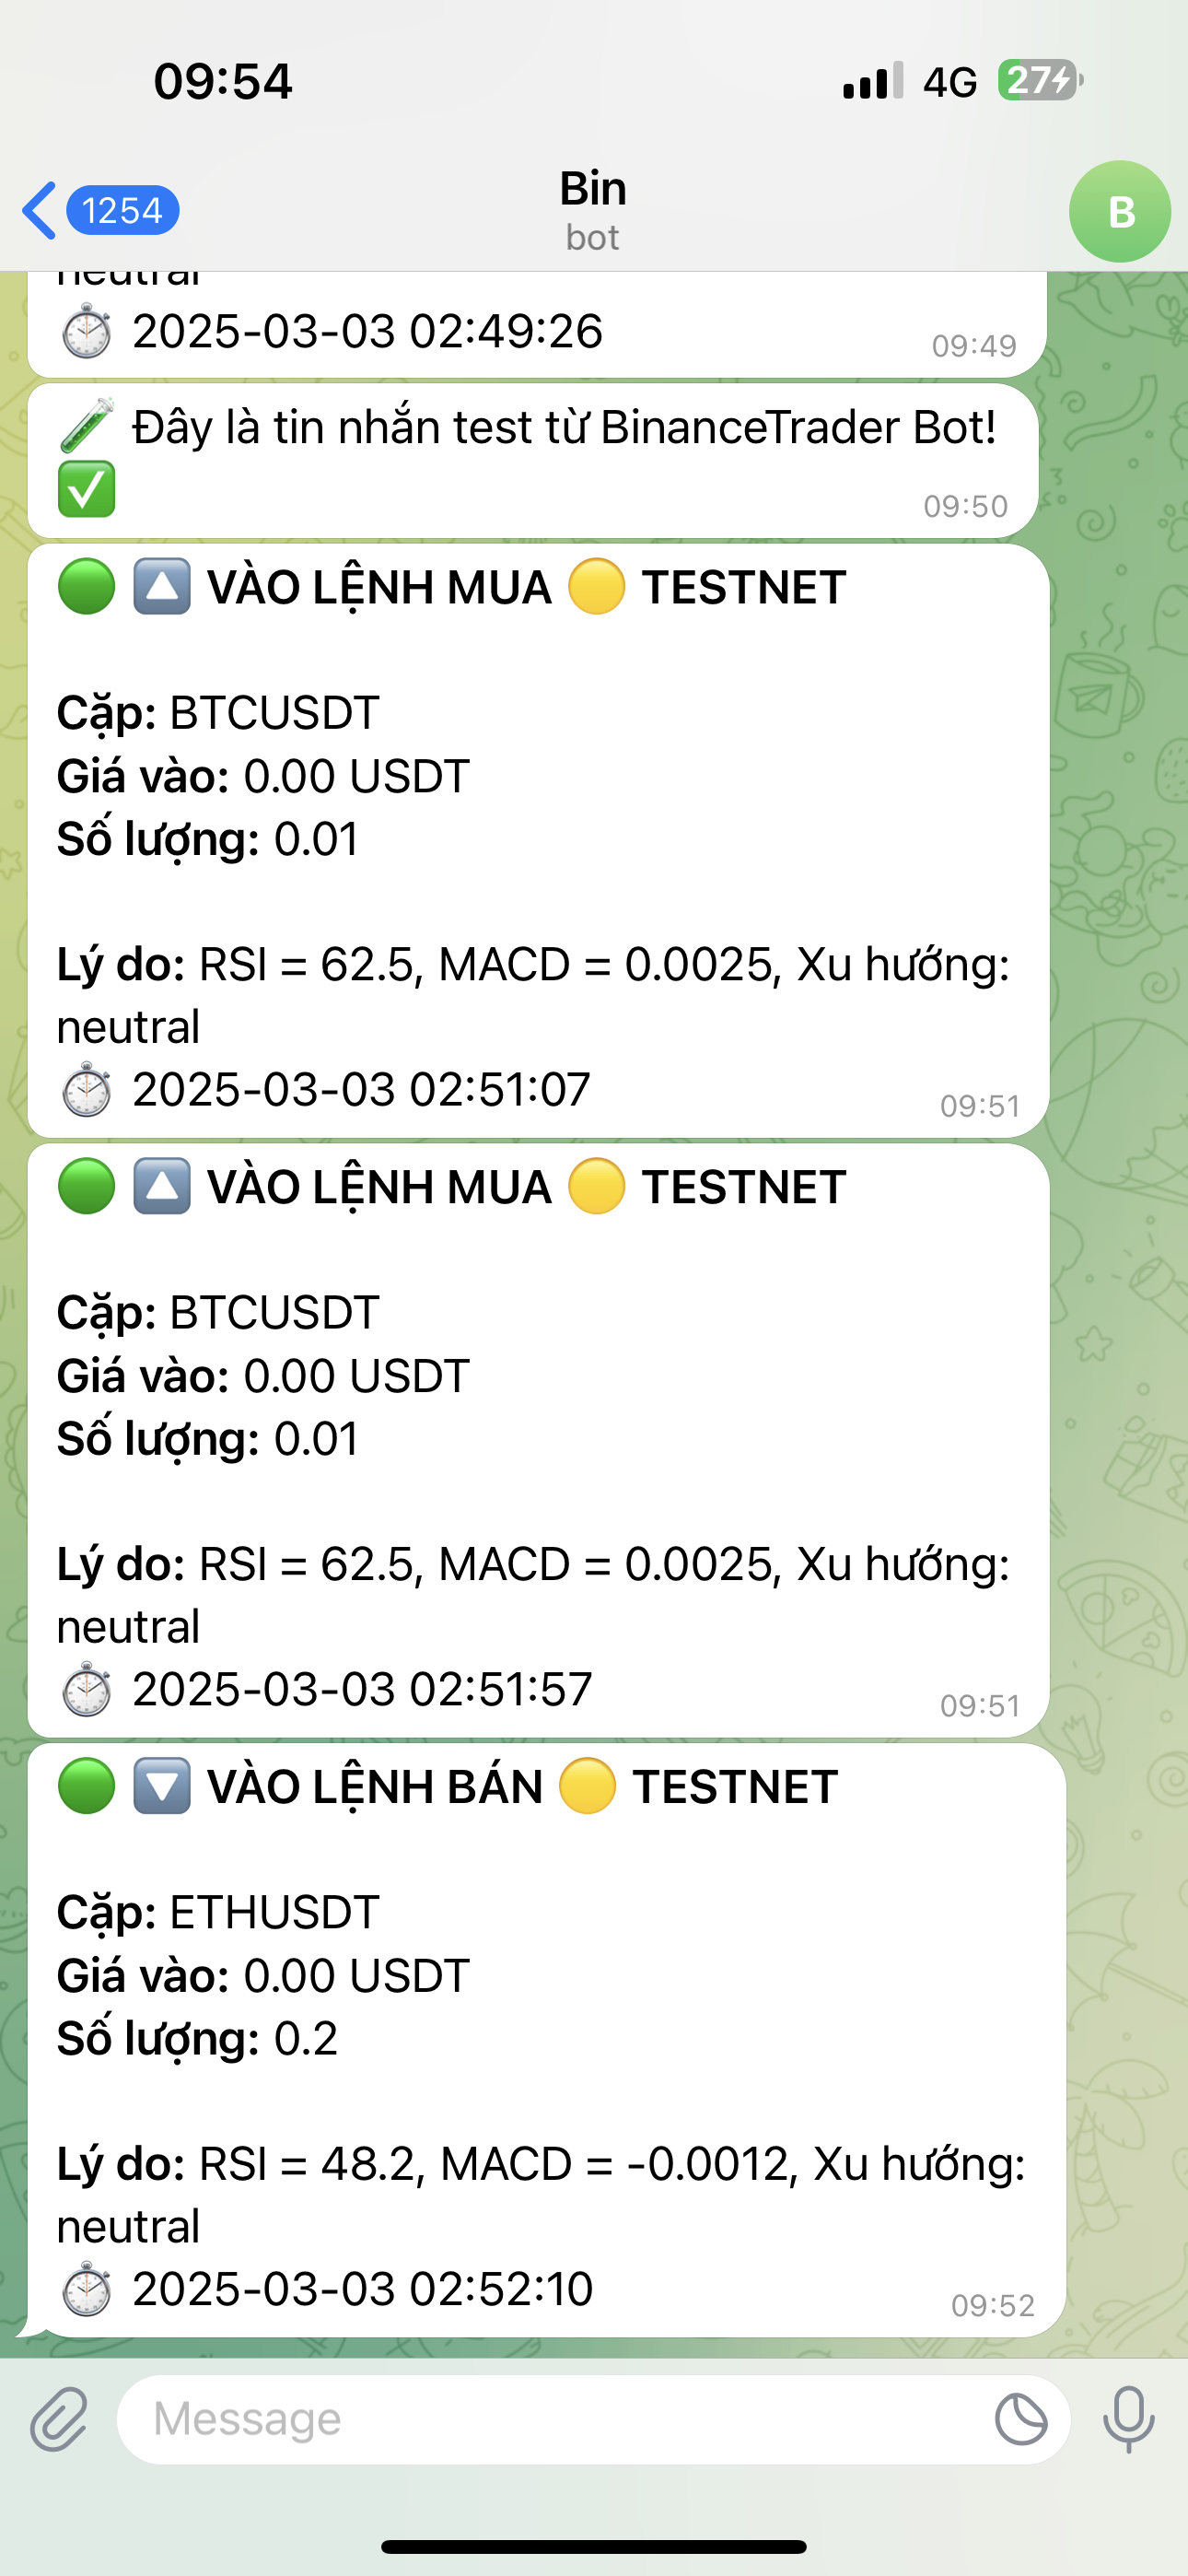 09:54
4G
27
1254
Bin
bot
B
neutral
2025-03-03 02:49:26
09:49
Đây là tin nhắn test từ BinanceTrader Bot!
09:50
VÀO LỆNH MUA TESTNET
Cặp: BTCUSDT
Giá vào: 0.00 USDT
Số lượng: 0.01
Lý do: RSI = 62.5, MACD = 0.0025, Xu hướng:
neutral
2025-03-03 02:51:07
09:51
VÀO LỆNH MUA TESTNET
Cặp: BTCUSDT
Giá vào: 0.00 USDT
Số lượng: 0.01
Lý do: RSI = 62.5, MACD = 0.0025, Xu hướng:
neutral
2025-03-03 02:51:57
09:51
VÀO LỆNH BÁN TESTNET
Cặp: ETHUSDT
Giá vào: 0.00 USDT
Số lượng: 0.2
Lý do: RSI = 48.2, MACD = -0.0012, Xu hướng:
neutral
2025-03-03 02:52:10
09:52
Message